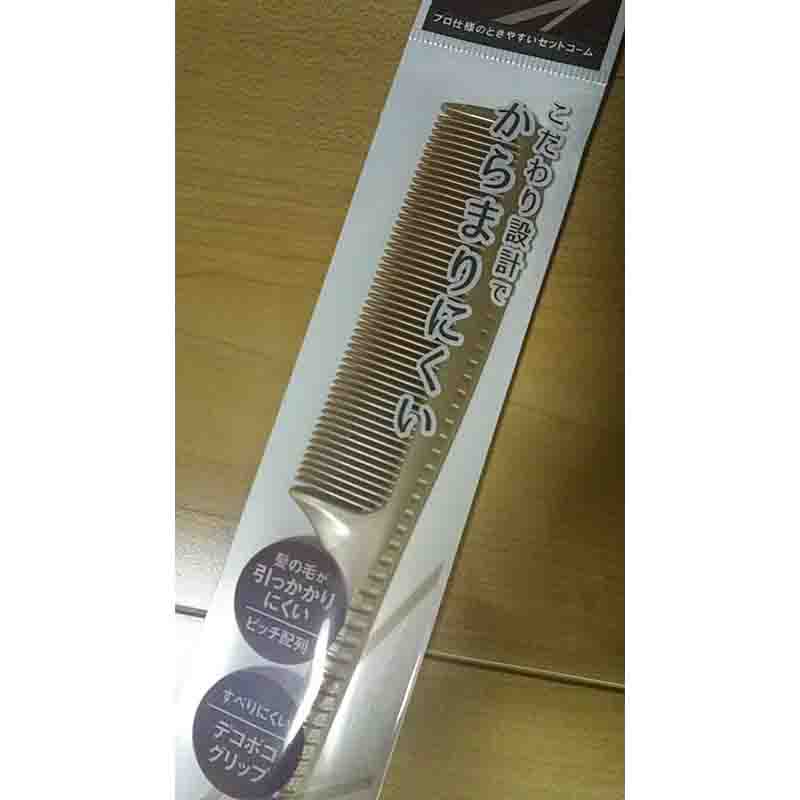 プロ仕様のときやすいセットコーム
こだわり設計で
からまりにくい
髪の毛が
引っかかり
にくい
ピッチ配列
すべりにくい
デコボコ
グリップ